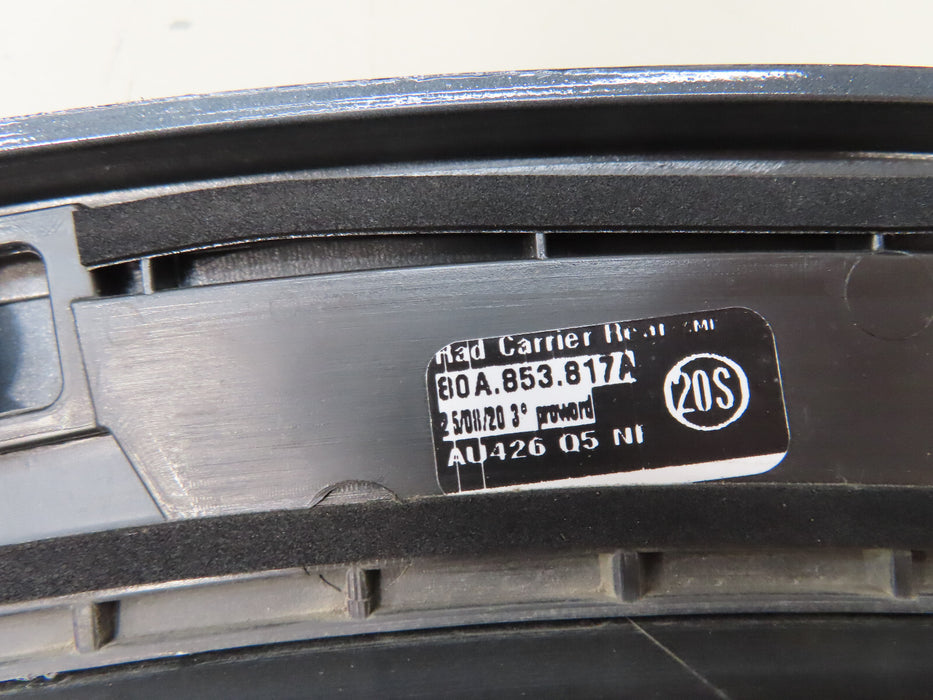 Rad Carrier Rear
80A.853.817A
25/08/20 3° proword
20S
AU426 Q5 NF